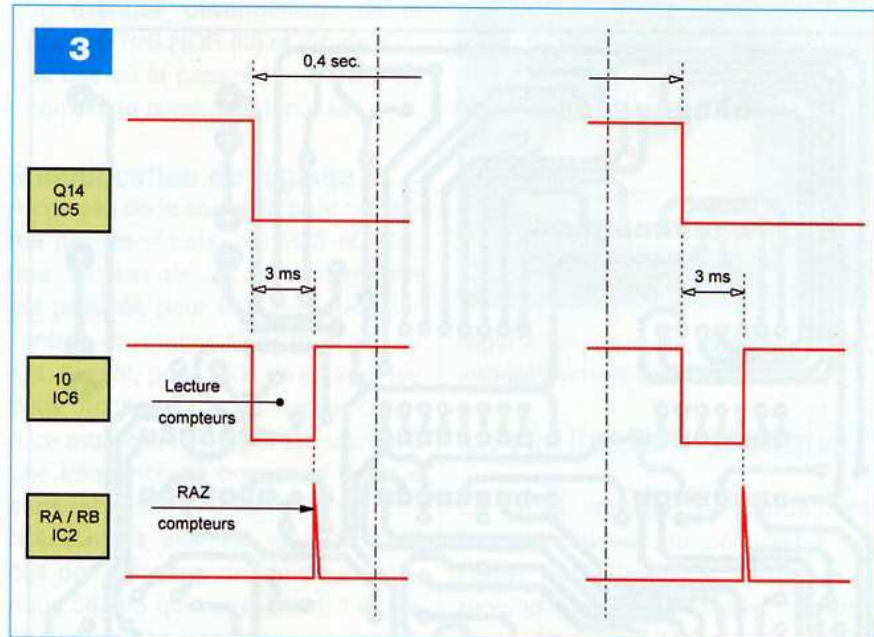 3
0,4 sec.
Q14
IC5
3 ms
3 ms
10
IC6
Lecture
compteurs
RA / RB
IC2
RAZ
compteurs